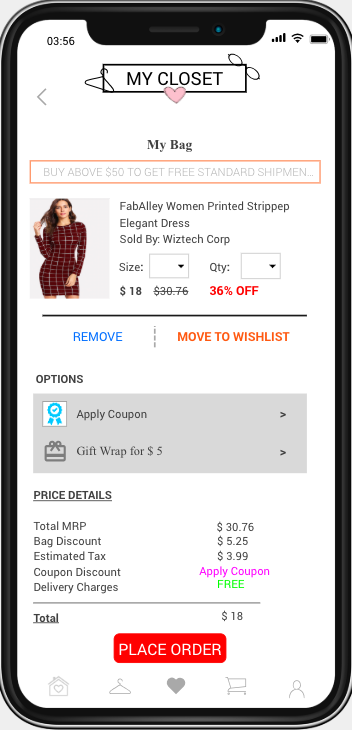 03:56
MY CLOSET
My Bag
BUY ABOVE $50 TO GET FREE STANDARD SHIPMEN...
FabAlley Women Printed Strippep
Elegant Dress
Sold By: Wiztech Corp
Size: Qty:
$ 18 $30.76 36% OFF
REMOVE MOVE TO WISHLIST
OPTIONS
Apply Coupon >
Gift Wrap for $ 5 >
PRICE DETAILS
Total MRP $ 30.76
Bag Discount $ 5.25
Estimated Tax $ 3.99
Coupon Discount Apply Coupon
Delivery Charges FREE
Total $ 18
PLACE ORDER